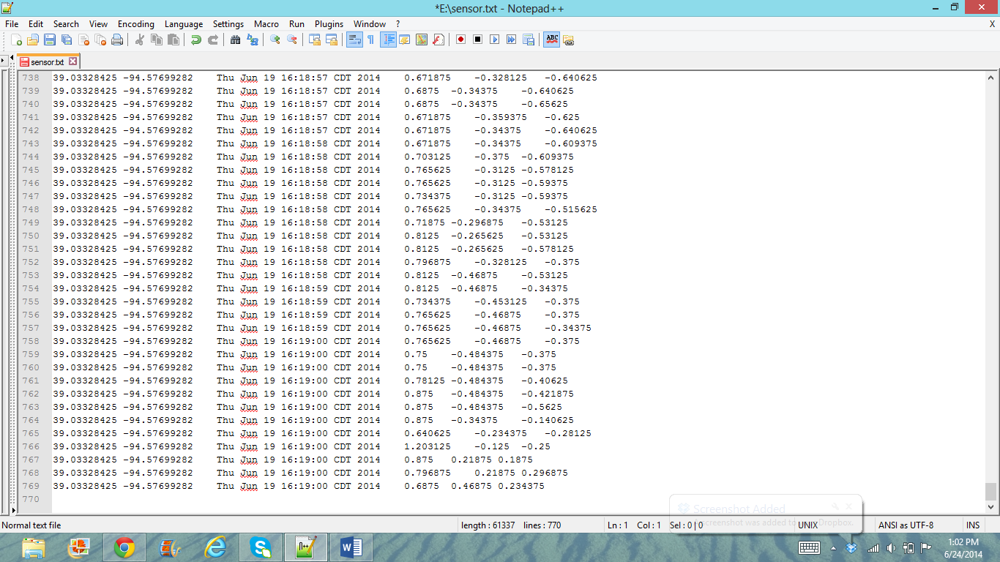 *E:\sensor.txt - Notepad++
File Edit Search View Encoding Language Settings Macro Run Plugins Window ? X
sensor.txt
738 39.03328425 -94.57699282 Thu Jun 19 16:18:57 CDT 2014 0.671875 -0.328125 -0.640625
739 39.03328425 -94.57699282 Thu Jun 19 16:18:57 CDT 2014 0.6875 -0.34375 -0.640625
740 39.03328425 -94.57699282 Thu Jun 19 16:18:57 CDT 2014 0.6875 -0.34375 -0.65625
741 39.03328425 -94.57699282 Thu Jun 19 16:18:57 CDT 2014 0.671875 -0.359375 -0.625
742 39.03328425 -94.57699282 Thu Jun 19 16:18:57 CDT 2014 0.671875 -0.34375 -0.640625
743 39.03328425 -94.57699282 Thu Jun 19 16:18:58 CDT 2014 0.671875 -0.34375 -0.609375
744 39.03328425 -94.57699282 Thu Jun 19 16:18:58 CDT 2014 0.703125 -0.375 -0.609375
745 39.03328425 -94.57699282 Thu Jun 19 16:18:58 CDT 2014 0.765625 -0.3125 -0.578125
746 39.03328425 -94.57699282 Thu Jun 19 16:18:58 CDT 2014 0.765625 -0.3125 -0.59375
747 39.03328425 -94.57699282 Thu Jun 19 16:18:58 CDT 2014 0.734375 -0.3125 -0.59375
748 39.03328425 -94.57699282 Thu Jun 19 16:18:58 CDT 2014 0.765625 -0.34375 -0.515625
749 39.03328425 -94.57699282 Thu Jun 19 16:18:58 CDT 2014 0.71875 -0.296875 -0.53125
750 39.03328425 -94.57699282 Thu Jun 19 16:18:58 CDT 2014 0.8125 -0.265625 -0.53125
751 39.03328425 -94.57699282 Thu Jun 19 16:18:58 CDT 2014 0.8125 -0.265625 -0.578125
752 39.03328425 -94.57699282 Thu Jun 19 16:18:58 CDT 2014 0.796875 -0.328125 -0.375
753 39.03328425 -94.57699282 Thu Jun 19 16:18:58 CDT 2014 0.8125 -0.46875 -0.53125
754 39.03328425 -94.57699282 Thu Jun 19 16:18:59 CDT 2014 0.8125 -0.46875 -0.34375
755 39.03328425 -94.57699282 Thu Jun 19 16:18:59 CDT 2014 0.734375 -0.453125 -0.375
756 39.03328425 -94.57699282 Thu Jun 19 16:18:59 CDT 2014 0.765625 -0.46875 -0.375
757 39.03328425 -94.57699282 Thu Jun 19 16:18:59 CDT 2014 0.765625 -0.46875 -0.34375
758 39.03328425 -94.57699282 Thu Jun 19 16:19:00 CDT 2014 0.765625 -0.46875 -0.375
759 39.03328425 -94.57699282 Thu Jun 19 16:19:00 CDT 2014 0.75 -0.484375 -0.375
760 39.03328425 -94.57699282 Thu Jun 19 16:19:00 CDT 2014 0.75 -0.484375 -0.375
761 39.03328425 -94.57699282 Thu Jun 19 16:19:00 CDT 2014 0.78125 -0.484375 -0.40625
762 39.03328425 -94.57699282 Thu Jun 19 16:19:00 CDT 2014 0.875 -0.484375 -0.421875
763 39.03328425 -94.57699282 Thu Jun 19 16:19:00 CDT 2014 0.875 -0.484375 -0.5625
764 39.03328425 -94.57699282 Thu Jun 19 16:19:00 CDT 2014 0.875 -0.34375 -0.140625
765 39.03328425 -94.57699282 Thu Jun 19 16:19:00 CDT 2014 0.640625 -0.234375 -0.28125
766 39.03328425 -94.57699282 Thu Jun 19 16:19:00 CDT 2014 1.203125 -0.125 -0.25
767 39.03328425 -94.57699282 Thu Jun 19 16:19:00 CDT 2014 0.875 0.21875 0.1875
768 39.03328425 -94.57699282 Thu Jun 19 16:19:00 CDT 2014 0.796875 0.21875 0.296875
769 39.03328425 -94.57699282 Thu Jun 19 16:19:00 CDT 2014 0.6875 0.46875 0.234375
770
Screenshot Added
screenshot was added to Dropbox.
Normal text file length : 61337 lines : 770 Ln : 1 Col : 1 Sel : 0 | 0 UNIX ANSI as UTF-8 INS
1:02 PM
6/24/2014